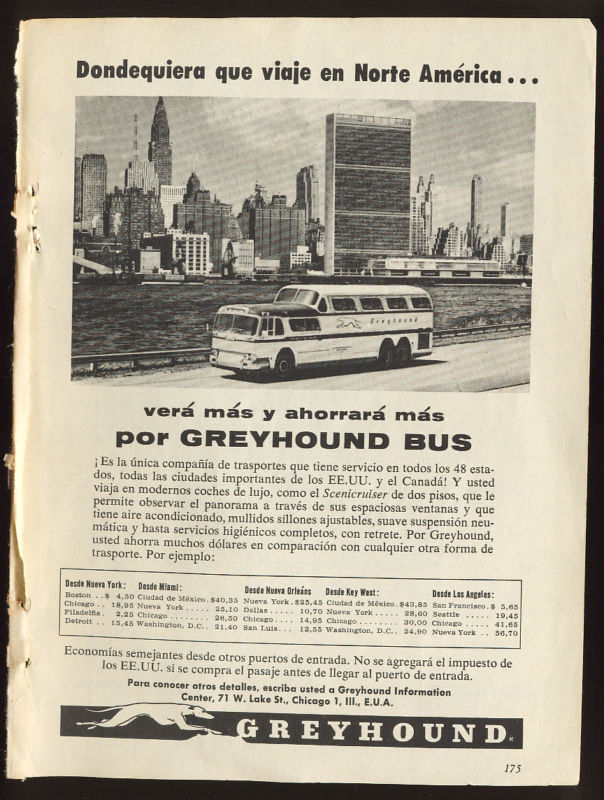 Dondequiera que viaje en Norte América...
Greyhound
verá más y ahorrará más
por GREYHOUND BUS
¡Es la única compañía de trasportes que tiene servicio en todos los 48 esta-
dos, todas las ciudades importantes de los EE.UU. y el Canadá! Y usted
viaja en modernos coches de lujo, como el Scenicruiser de dos pisos, que le
permite observar el panorama a través de sus espaciosas ventanas y que
tiene aire acondicionado, mullidos sillones ajustables, suave suspensión neu-
mática y hasta servicios higiénicos completos, con retrete. Por Greyhound,
usted ahorra muchos dólares en comparación con cualquier otra forma de
trasporte. Por ejemplo:
Desde Nueva York:
Boston .. $ 4,50
Chicago .. 18,95
Filadelfia. 2,25
Detroit .. 15,45
Desde Miami:
Ciudad de México. $40,35
Nueva York ..... 25,10
Chicago ........ 26,50
Washington, D.C.. 21,40
Desde Nueva Orleáns
Nueva York. $25,45
Dallas ..... 10,70
Chicago .... 14,95
San Luis... 12,55
Desde Key West:
Ciudad de México. $43,85
Nueva York ..... 28,60
Chicago ........ 30,00
Washington, D.C.. 24,90
Desde Los Angeles:
San Francisco. $ 5,65
Seattle ...... 19,45
Chicago ..... 41,65
Nueva York .. 56,70
Economías semejantes desde otros puertos de entrada. No se agregará el impuesto de
los EE.UU. si se compra el pasaje antes de llegar al puerto de entrada.
Para conocer otros detalles, escriba usted a Greyhound Information
Center, 71 W. Lake St., Chicago 1, Ill., E.U.A.
GREYHOUND
175